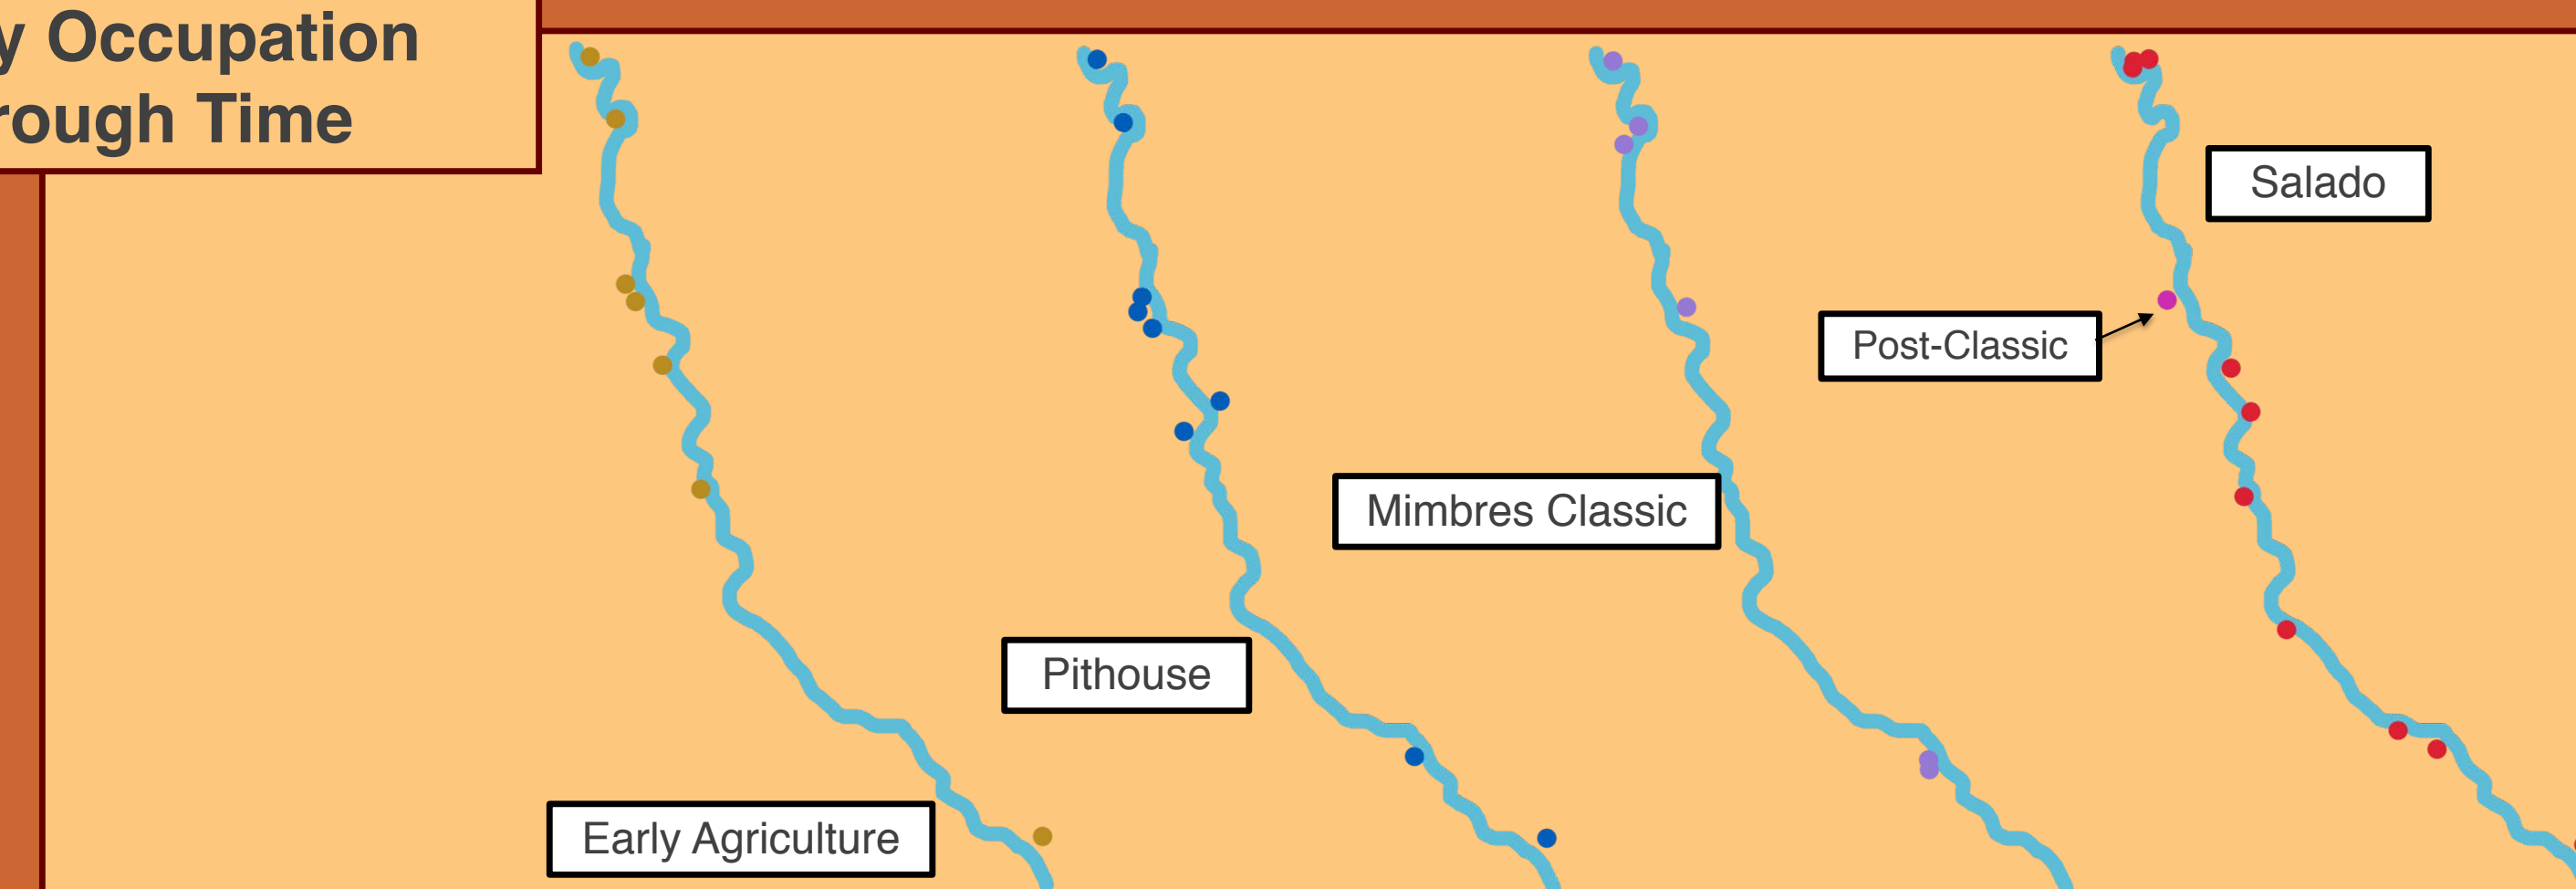 y Occupation
rough Time
Salado
Post-Classic
Mimbres Classic
Pithouse
Early Agriculture